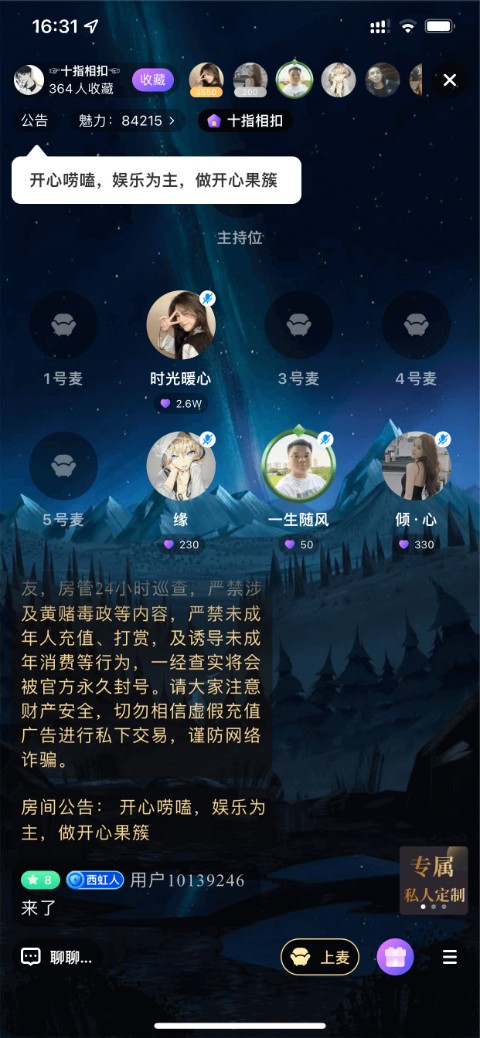 16:31
☞十指相扣☜
364人收藏
收藏
200
公告
魅力：84215 >
十指相扣
开心唠嗑，娱乐为主，做开心果簇
主持位
1号麦
时光暖心
3号麦
4号麦
2.6W
5号麦
缘
一生随风
倾·心
230
50
330
友，房管24小时巡查，严禁涉
及黄赌毒政等内容，严禁未成
年人充值、打赏，及诱导未成
年消费等行为，一经查实将会
被官方永久封号。请大家注意
财产安全，切勿相信虚假充值
广告进行私下交易，谨防网络
诈骗。
房间公告： 开心唠嗑，娱乐为
主，做开心果簇
8 西虹人 用户10139246
来了
专属
私人定制
聊聊...
上麦